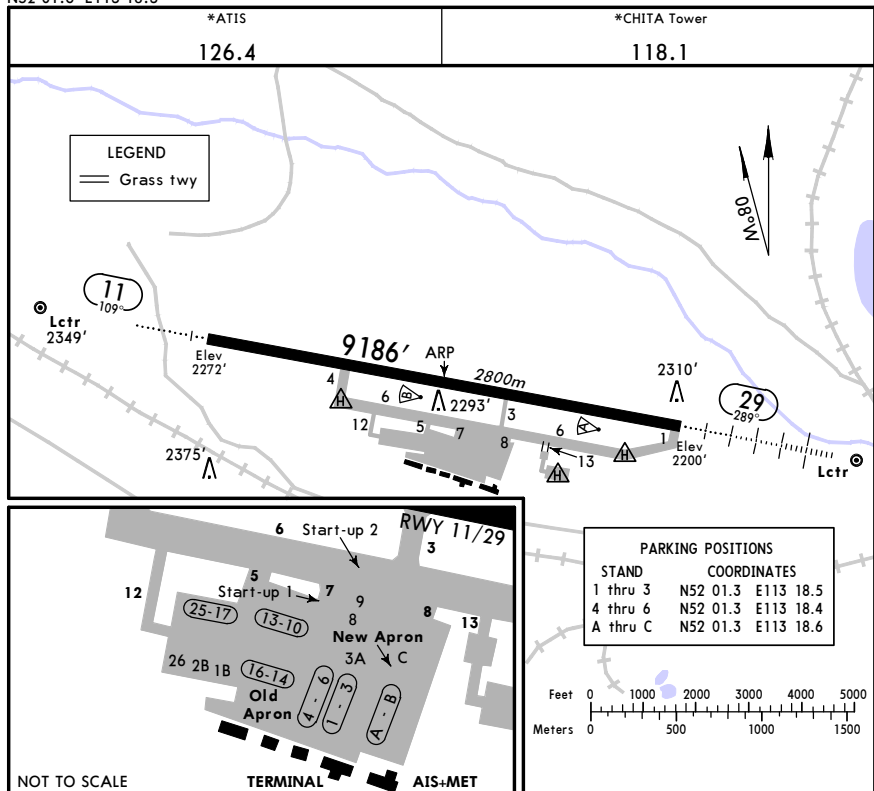 N52 01.6 E113 18.3
*ATIS
126.4
*CHITA Tower
118.1
LEGEND
Grass twy
08°W
11
109°
Lctr
2349'
Elev
2272'
9186'
ARP
2800m
2310'
29
289°
4
6
B
2293'
3
6
A
H
12
5
7
8
1
Elev
2200'
H
13
H
Lctr
2375'
RWY 11/29
6
Start-up 2
3
5
Start-up 1
7
12
9
8
8
13
25-17
13-10
New Apron
3A
C
26
2B
1B
16-14
Old
Apron
4 - 6
1 - 3
A - B
NOT TO SCALE
TERMINAL
AIS+MET
PARKING POSITIONS
STAND COORDINATES
1 thru 3 N52 01.3 E113 18.5
4 thru 6 N52 01.3 E113 18.4
A thru C N52 01.3 E113 18.6
Feet 0 1000 2000 3000 4000 5000
Meters 0 500 1000 1500